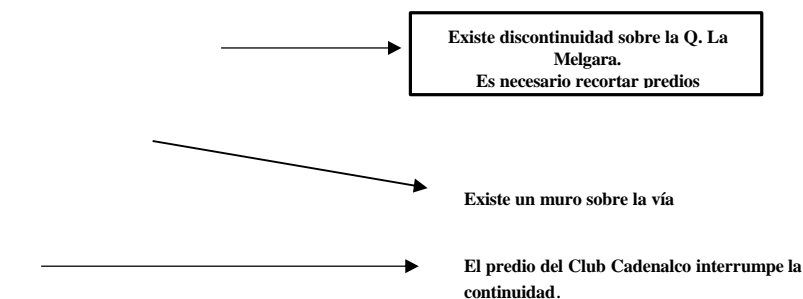 Existe discontinuidad sobre la Q. La
Melgara.
Es necesario recortar predios
Existe un muro sobre la vía
El predio del Club Cadenalco interrumpe la
continuidad.